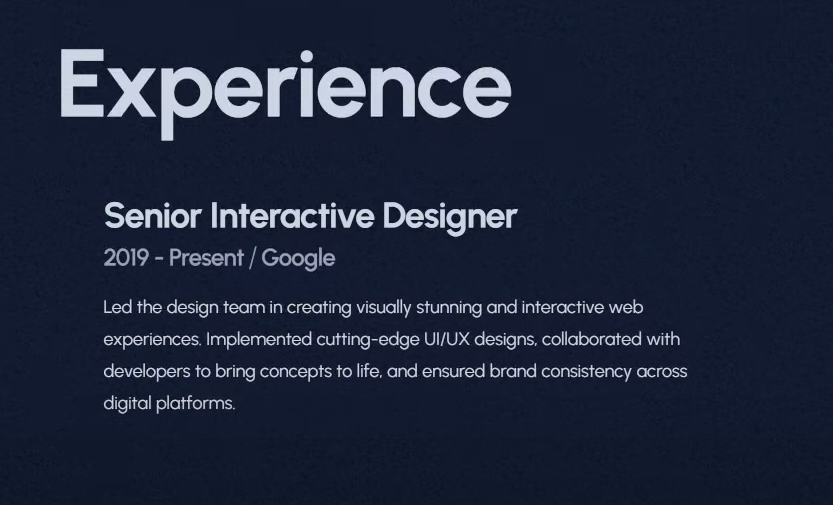 Experience
Senior Interactive Designer
2019 - Present / Google
Led the design team in creating visually stunning and interactive web
experiences. Implemented cutting-edge UI/UX designs, collaborated with
developers to bring concepts to life, and ensured brand consistency across
digital platforms.